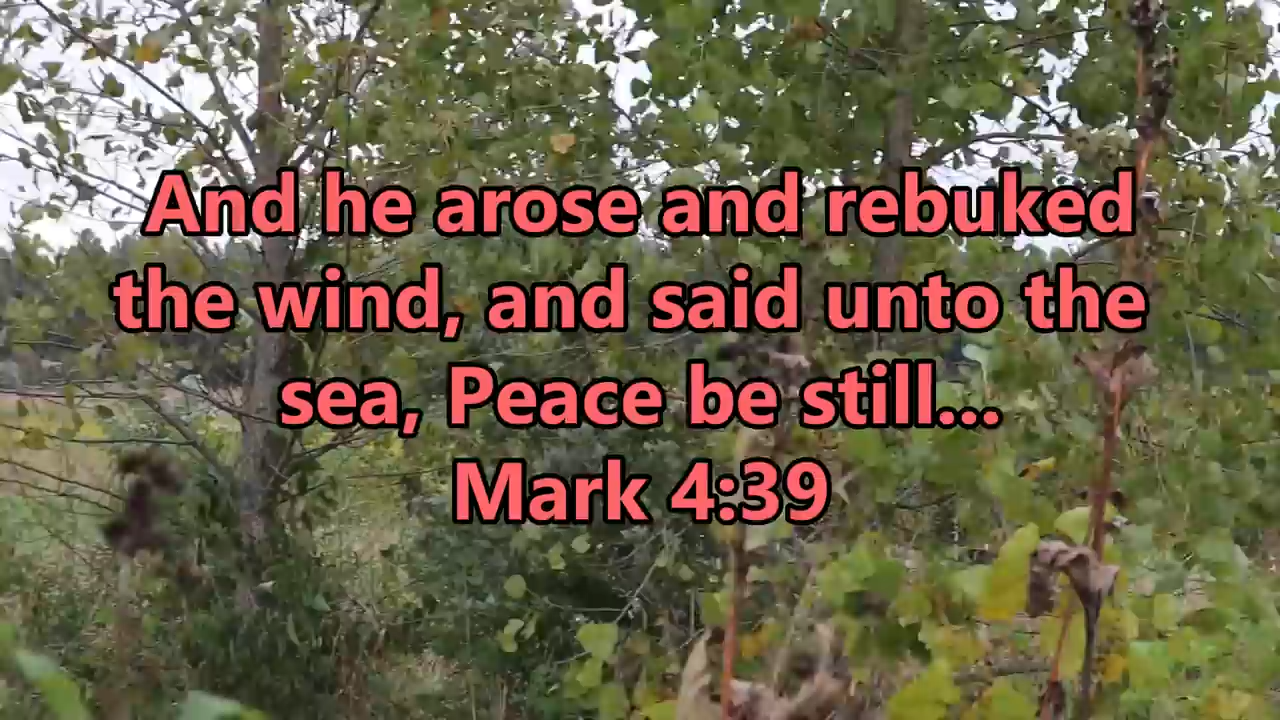 And he arose and rebuked
the wind, and said unto the
sea, Peace be still...
Mark 4:39